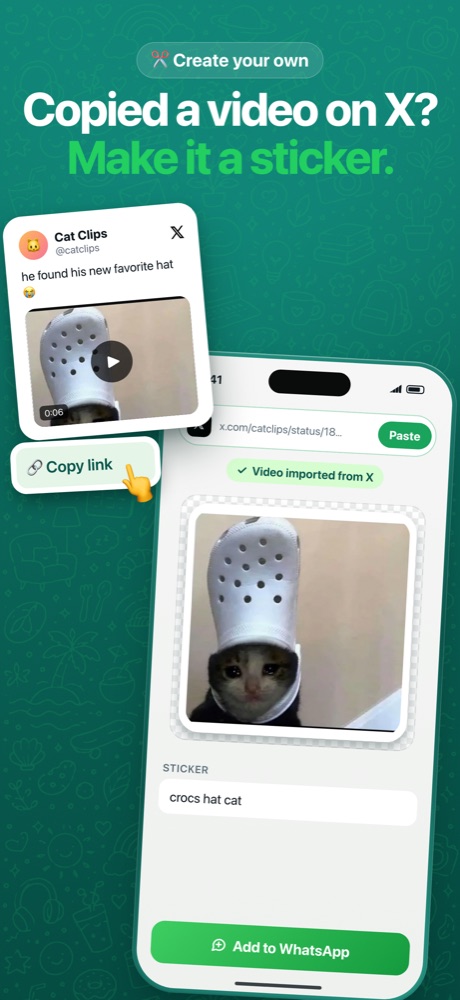 Create your own
Copied a video on X?
Make it a sticker.
Cat Clips
@catclips
he found his new favorite hat
😹
0:06
Copy link
41
x.com/catclips/status/18...
Paste
✓ Video imported from X
STICKER
crocs hat cat
Add to WhatsApp